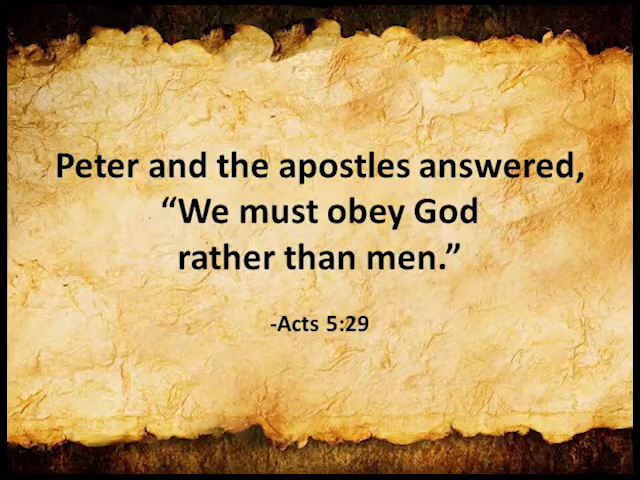 Peter and the apostles answered,
“We must obey God
rather than men.”
-Acts 5:29